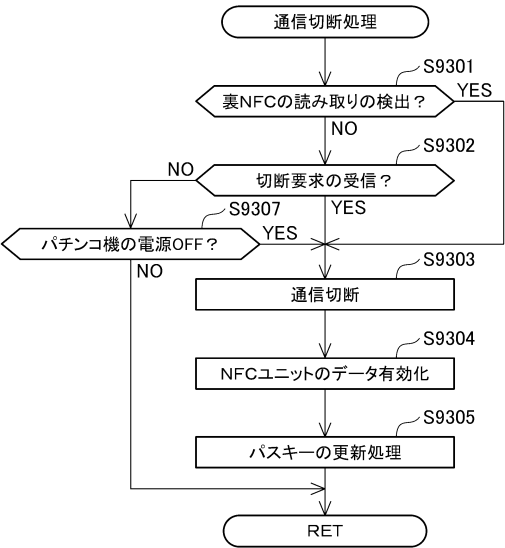 通信切断処理
S9301
裏NFCの読み取りの検出？
YES
NO
S9302
切断要求の受信？
NO
YES
S9307
パチンコ機の電源OFF？
YES
NO
S9303
通信切断
S9304
NFCユニットのデータ有効化
S9305
パスキーの更新処理
RET